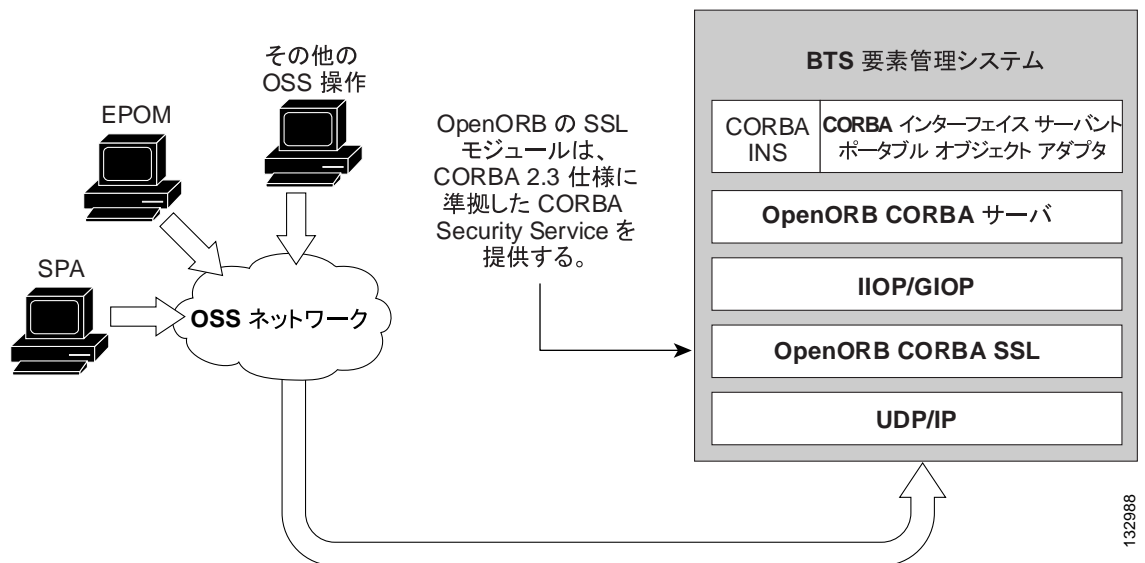 その他の
OSS 操作
EPOM
SPA
OSS ネットワーク
OpenORB の SSL
モジュールは、
CORBA 2.3 仕様に
準拠した CORBA
Security Service を
提供する。
BTS 要素管理システム
CORBA
INS
CORBA インターフェイス サーバント
ポータブル オブジェクト アダプタ
OpenORB CORBA サーバ
IIOP/GIOP
OpenORB CORBA SSL
UDP/IP
132988